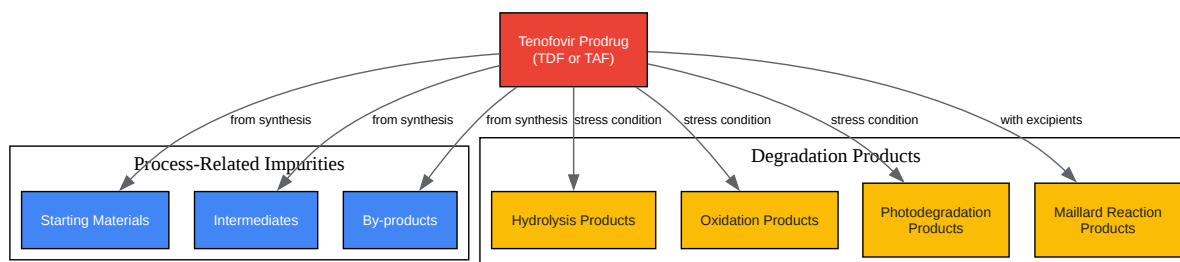 Tenofovir Prodrug
(TDF or TAF)
from synthesis
from synthesis
from synthesis
stress condition
stress condition
stress condition
with excipients
Process-Related Impurities
Degradation Products
Starting Materials
Intermediates
By-products
Hydrolysis Products
Oxidation Products
Photodegradation
Products
Maillard Reaction
Products